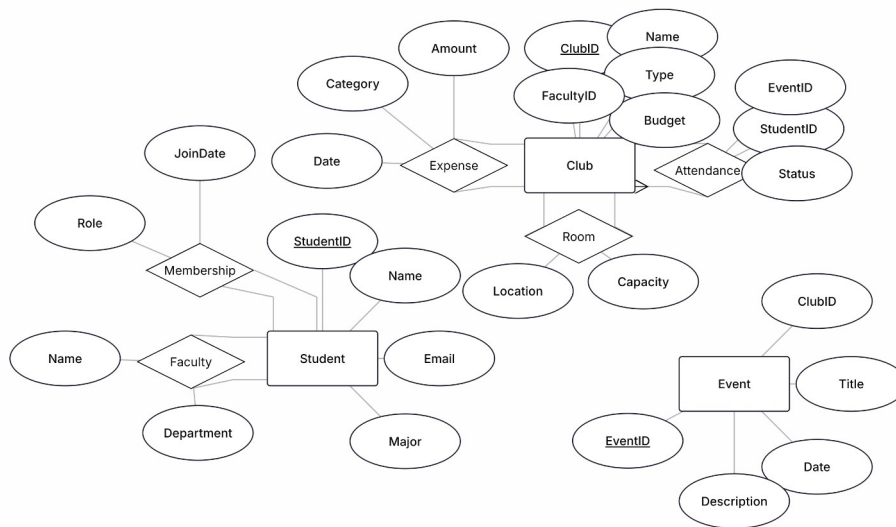 Name
Amount
ClubID
Type
Category
EventID
FacultyID
Budget
StudentID
JoinDate
Date
Expense
Club
Attendance
Status
Role
StudentID
Room
Membership
Name
Location
Capacity
ClubID
Name
Faculty
Student
Email
Event
Title
Department
Major
EventID
Date
Description